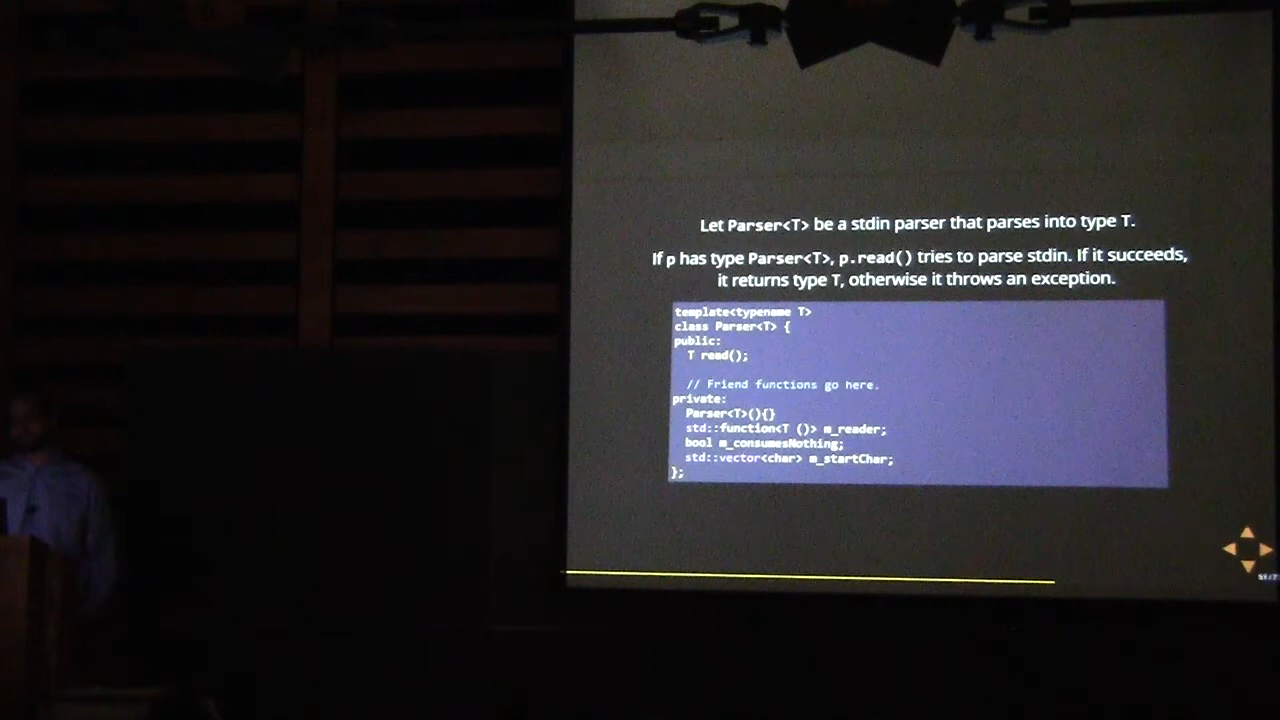 Let Parser<T> be a stdin parser that parses into type T.
If p has type Parser<T>, p.read() tries to parse stdin. If it succeeds,
it returns type T, otherwise it throws an exception.
template<typename T>
class Parser<T> {
public:
T read();
// Friend functions go here.
private:
Parser<T>(){}
std::function<T ()> m_reader;
bool m_consumesNothing;
std::vector<char> m_startChar;
};